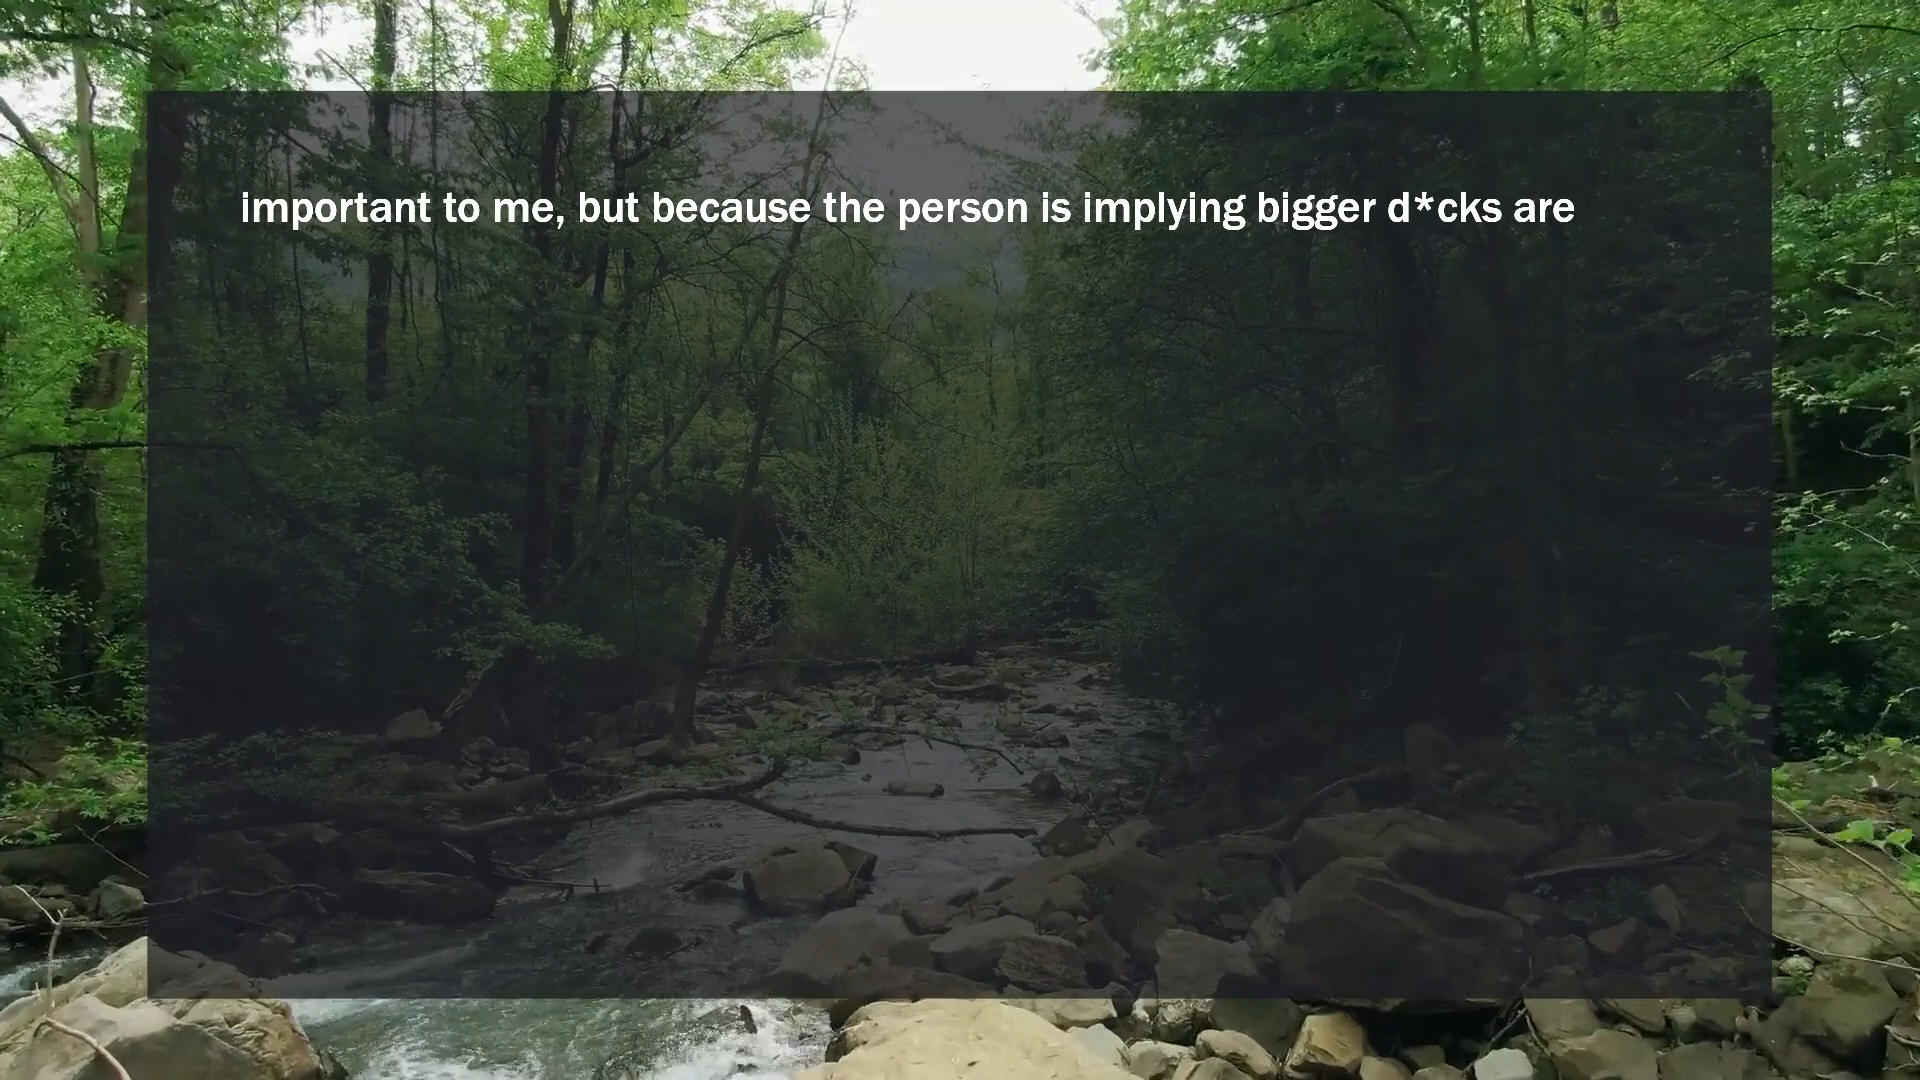 important to me, but because the person is implying bigger d*cks are